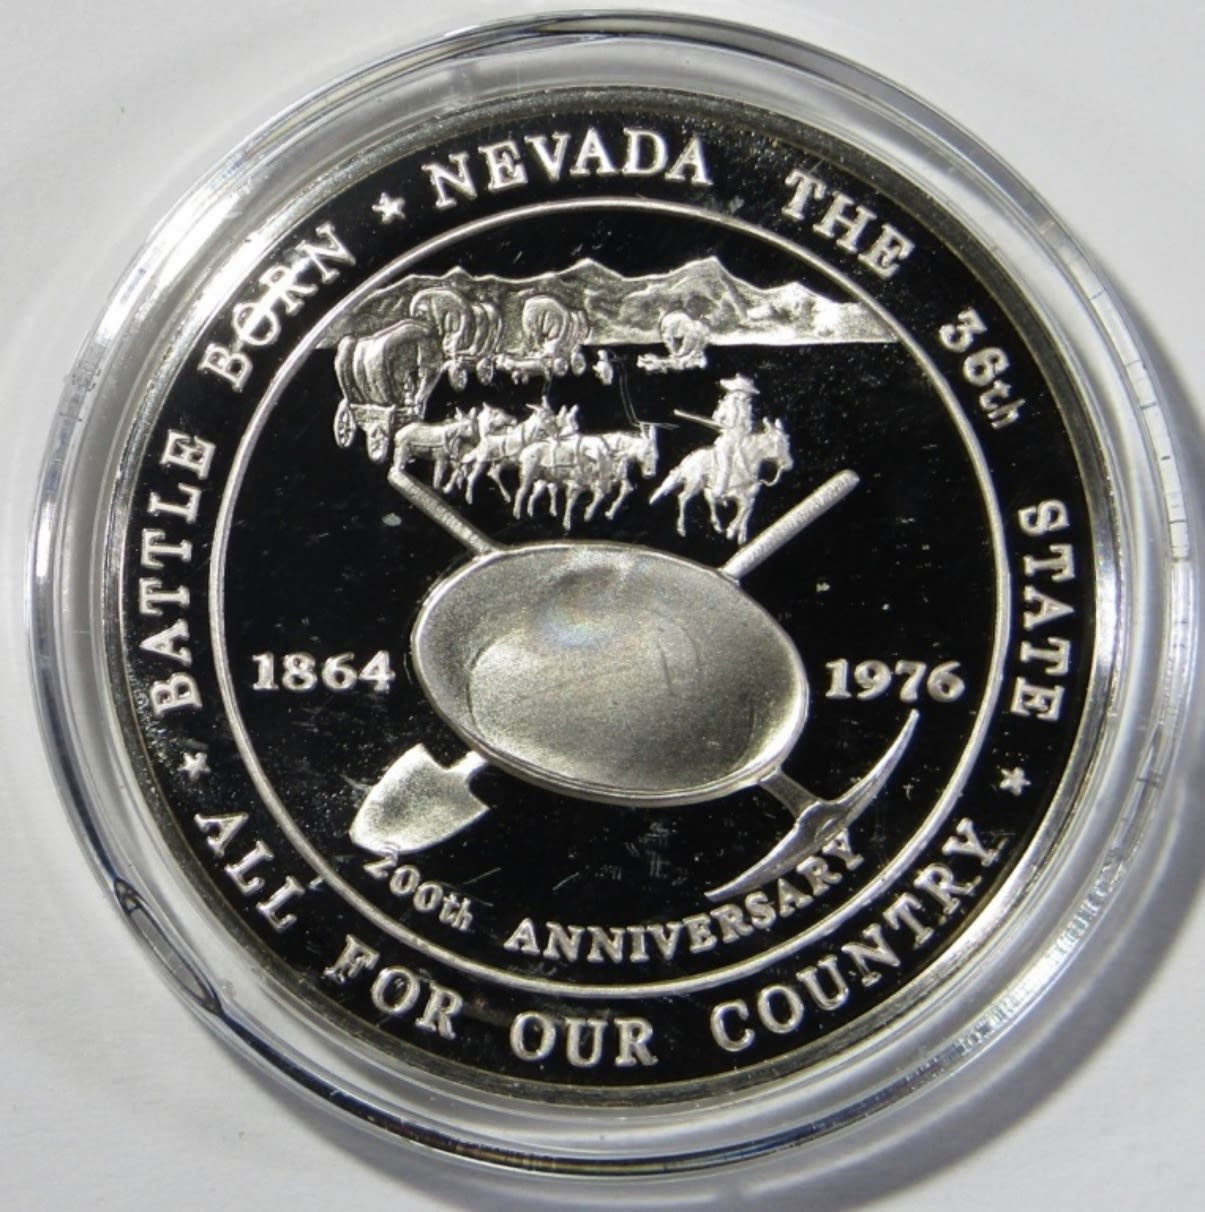 ★ NEVADA THE 36th STATE ★
ALL FOR OUR COUNTRY
★ BATTLE BORN
1864 1976
200th ANNIVERSARY